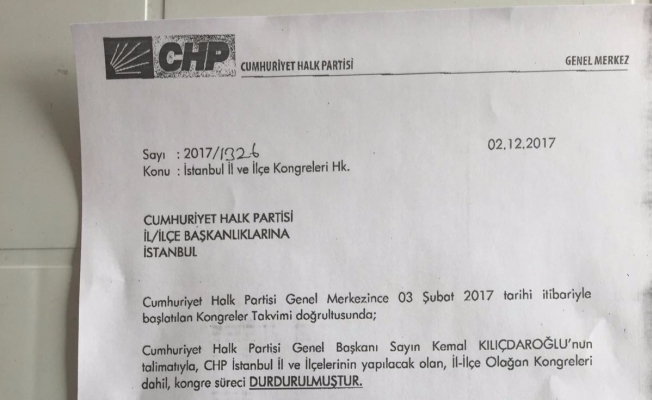 CHP CUMHURİYET HALK PARTİSİ GENEL MERKEZ
02.12.2017
Sayı : 2017/1326
Konu : İstanbul İl ve İlçe Kongreleri Hk.
CUMHURİYET HALK PARTİSİ
İL/İLÇE BAŞKANLIKLARINA
İSTANBUL
Cumhuriyet Halk Partisi Genel Merkezince 03 Şubat 2017 tarihi itibariyle
başlatılan Kongreler Takvimi doğrultusunda;
Cumhuriyet Halk Partisi Genel Başkanı Sayın Kemal KILIÇDAROĞLU'nun
talimatıyla, CHP İstanbul İl ve İlçelerinin yapılacak olan, İl-İlçe Olağan Kongreleri
dahil, kongre süreci DURDURULMUŞTUR.